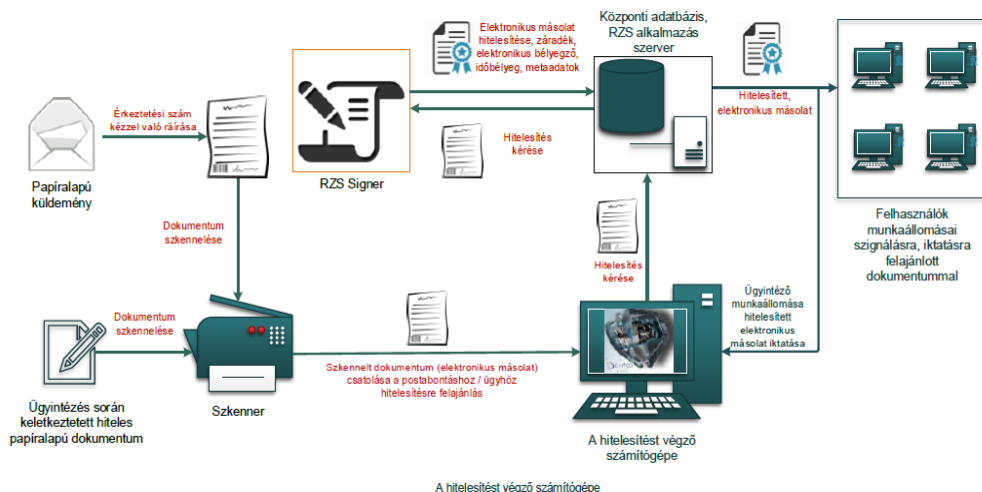 Érkeztetési szám
kézzel való ráírása
Papíralapú
küldemény
Elektronikus másolat
hitelesítése, záradék,
elektronikus bélyegző,
időbélyeg, metaadatok
Hitelesítés
kérése
RZS Signer
Központi adatbázis,
RZS alkalmazás
szerver
Hitelesített,
elektronikus másolat
Felhasználók
munkaállomásai
szignálásra, iktatásra
felajánlott
dokumentummal
Dokumentum
szkennelése
Dokumentum
szkennelése
Ügyintézés során
keletkeztetett hiteles
papíralapú dokumentum
Szkenner
Szkennelt dokumentum (elektronikus másolat)
csatolása a postabontáshoz / ügyhöz
hitelesítésre felajánlás
Hitelesítés
kérése
Ügyintéző
munkaállomása
hitelesített
elektronikus
másolat iktatása
A hitelesítést végző
számítógépe
A hitelesítést végző számítógépe